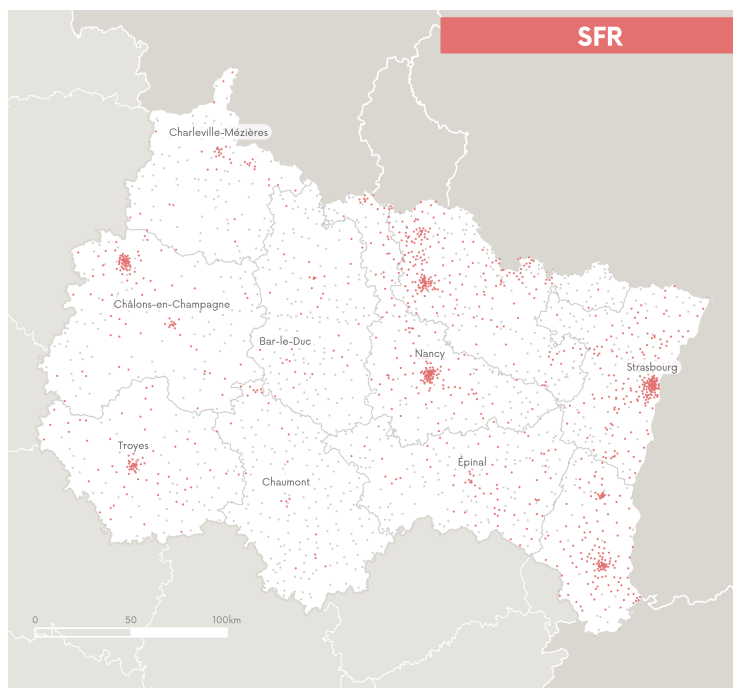 SFR
Charleville-Mézières
Châlons-en-Champagne
Bar-le-Duc
Nancy
Strasbourg
Troyes
Épinal
Chaumont
0 50 100km